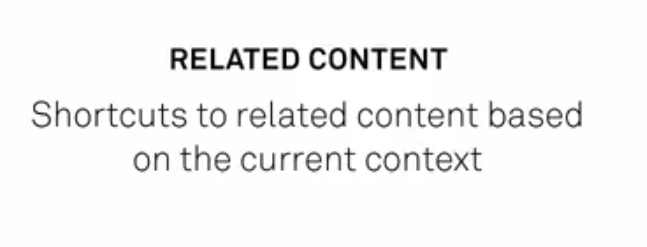 RELATED CONTENT
Shortcuts to related content based
on the current context